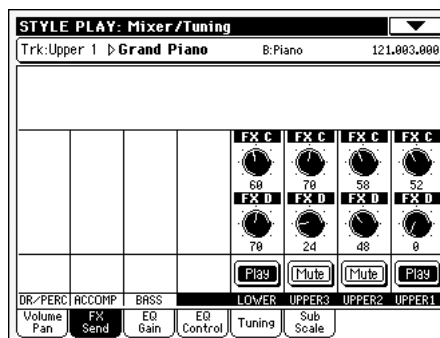 STYLE PLAY: Mixer/Tuning
Trk:Upper 1 ▷Grand Piano B:Piano 121.003.000
FX C FX C FX C FX C
60 70 58 52
FX D FX D FX D FX D
70 24 48 0
Play Mute Mute Play
DR/PERC ACCOMP BASS LOWER UPPER3 UPPER2 UPPER1
Volume Pan FX Send EQ Gain EQ Control Tuning Sub Scale